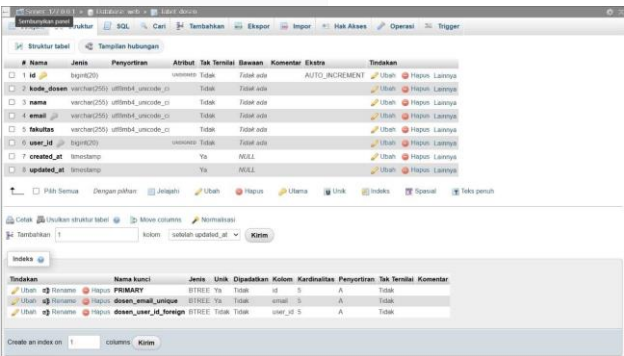 Server: 127.0.0.1 » Database: web » Tabel: dosen
Sembunyikan panel
Struktur SQL Cari Tambahkan Ekspor Impor Hak Akses Operasi Trigger
Struktur tabel Tampilan hubungan
# Nama Jenis Penyortiran Atribut Tak Ternilai Bawaan Komentar Ekstra Tindakan
1 id bigint(20) UNSIGNED Tidak Tidak ada AUTO_INCREMENT Ubah Hapus Lainnya
2 kode_dosen varchar(255) utf8mb4_unicode_ci Tidak Tidak ada Ubah Hapus Lainnya
3 nama varchar(255) utf8mb4_unicode_ci Tidak Tidak ada Ubah Hapus Lainnya
4 email varchar(255) utf8mb4_unicode_ci Tidak Tidak ada Ubah Hapus Lainnya
5 fakultas varchar(255) utf8mb4_unicode_ci Tidak Tidak ada Ubah Hapus Lainnya
6 user_id bigint(20) UNSIGNED Tidak Tidak ada Ubah Hapus Lainnya
7 created_at timestamp Ya NULL Ubah Hapus Lainnya
8 updated_at timestamp Ya NULL Ubah Hapus Lainnya
Pilih Semua Dengan pilihan: Jelajahi Ubah Hapus Utama Unik Indeks Spasial Teks penuh
Cetak Usulkan struktur tabel Move columns Normalisasi
Tambahkan 1 kolom setelah updated_at Kirim
Indeks
Tindakan Nama kunci Jenis Unik Dipadatkan Kolom Kardinalitas Penyortiran Tak Ternilai Komentar
Ubah Rename Hapus PRIMARY BTREE Ya Tidak id 5 A Tidak
Ubah Rename Hapus dosen_email_unique BTREE Ya Tidak email 5 A Tidak
Ubah Rename Hapus dosen_user_id_foreign BTREE Tidak Tidak user_id 5 A Tidak
Create an index on 1 columns Kirim